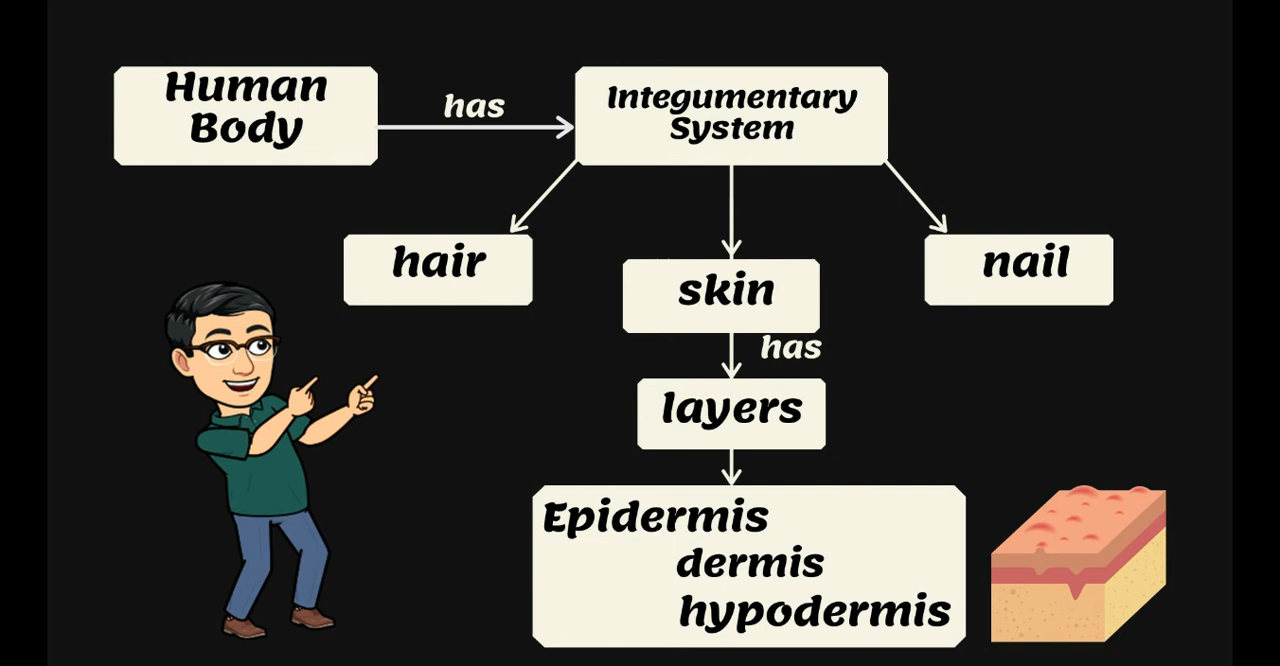 Human
Body
has
Integumentary
System
hair
skin
nail
has
layers
Epidermis
dermis
hypodermis